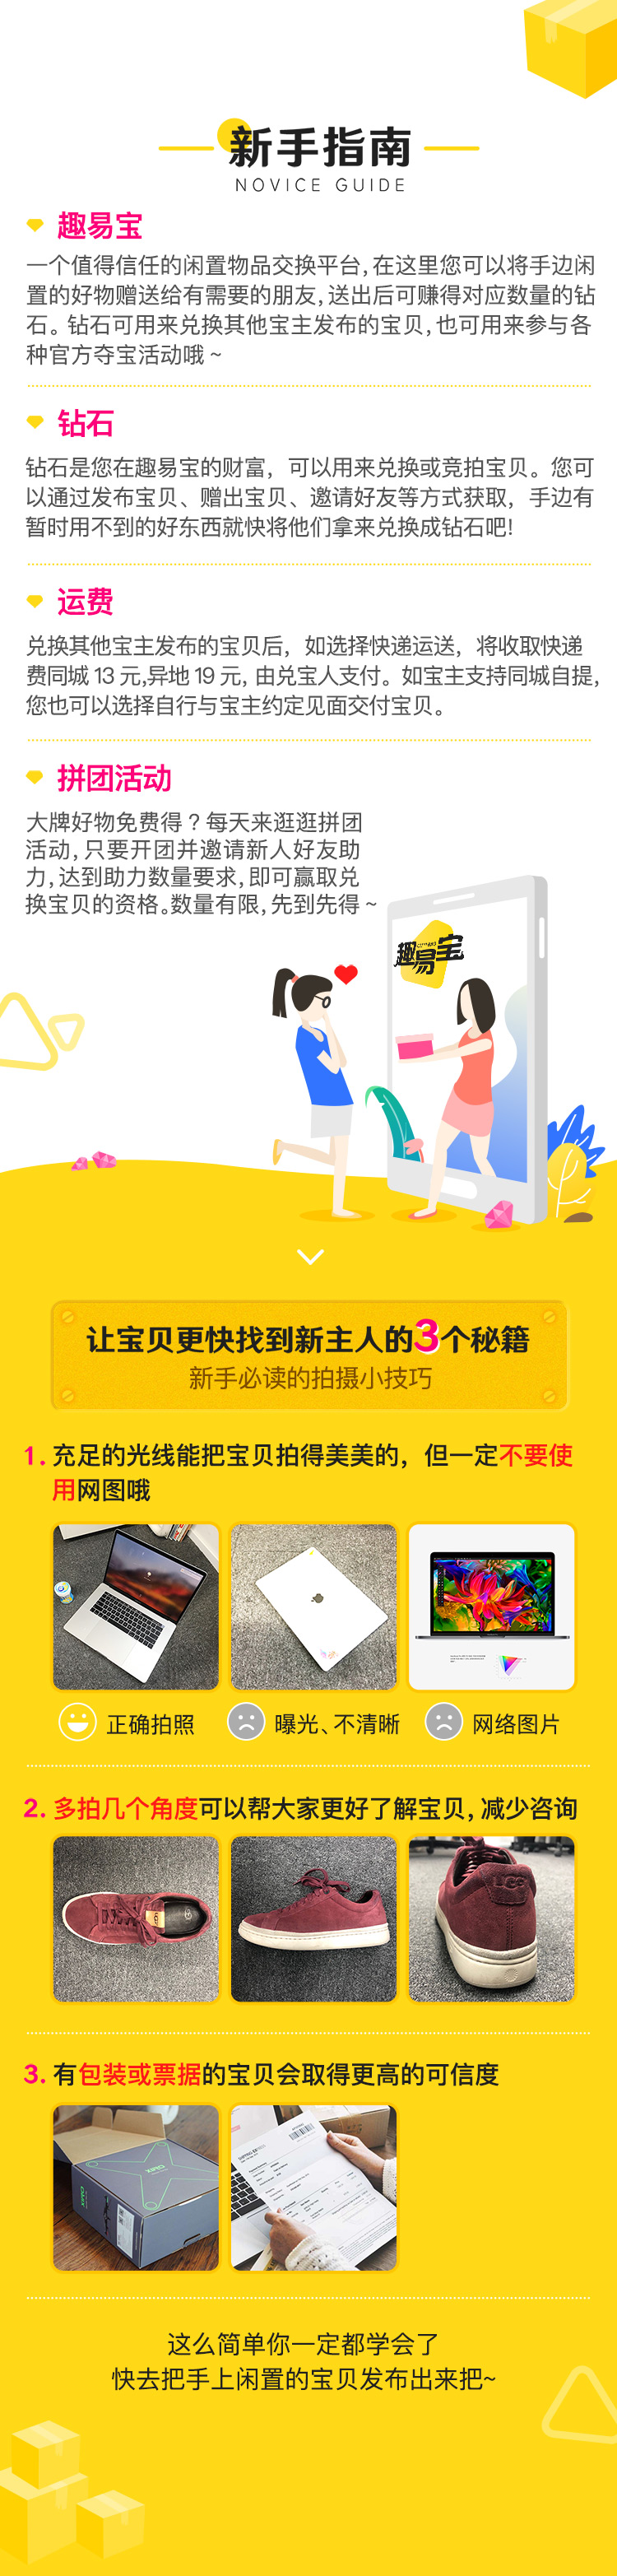 新手指南
NOVICE GUIDE
趣易宝
一个值得信任的闲置物品交换平台,在这里您可以将手边闲
置的好物赠送给有需要的朋友,送出后可赚得对应数量的钻
石。钻石可用来兑换其他宝主发布的宝贝,也可用来参与各
种官方夺宝活动哦~
钻石
钻石是您在趣易宝的财富，可以用来兑换或竞拍宝贝。您可
以通过发布宝贝、赠出宝贝、邀请好友等方式获取，手边有
暂时用不到的好东西就快将他们拿来兑换成钻石吧!
运费
兑换其他宝主发布的宝贝后，如选择快递运送，将收取快递
费同城 13 元,异地 19 元, 由兑宝人支付。如宝主支持同城自提,
您也可以选择自行与宝主约定见面交付宝贝。
拼团活动
大牌好物免费得？每天来逛逛拼团
活动,只要开团并邀请新人好友助
力,达到助力数量要求,即可赢取兑
换宝贝的资格。数量有限,先到先得~
趣易宝
让宝贝更快找到新主人的3个秘籍
新手必读的拍摄小技巧
1. 充足的光线能把宝贝拍得美美的，但一定不要使
用网图哦
正确拍照 曝光、不清晰 网络图片
2. 多拍几个角度可以帮大家更好了解宝贝,减少咨询
UGG
3. 有包装或票据的宝贝会取得更高的可信度
这么简单你一定都学会了
快去把手上闲置的宝贝发布出来把~